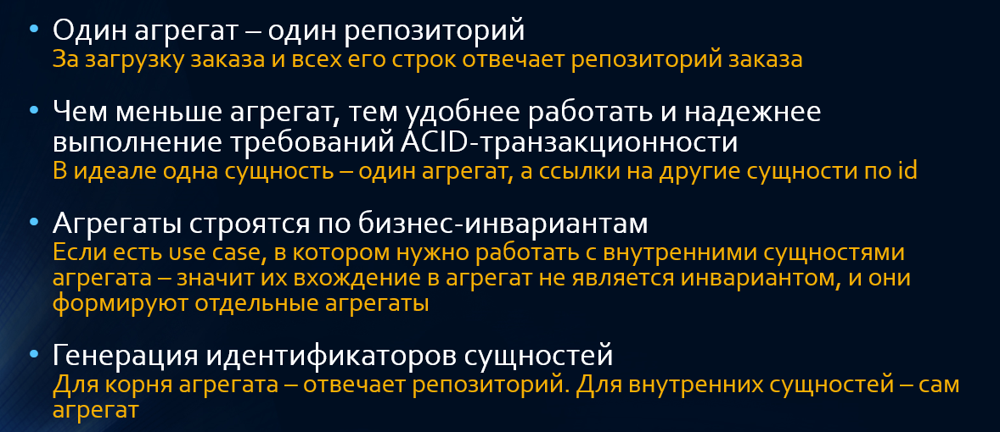 • Один агрегат – один репозиторий
За загрузку заказа и всех его строк отвечает репозиторий заказа
• Чем меньше агрегат, тем удобнее работать и надежнее
выполнение требований ACID-транзакционности
В идеале одна сущность – один агрегат, а ссылки на другие сущности по id
• Агрегаты строятся по бизнес-инвариантам
Если есть use case, в котором нужно работать с внутренними сущностями
агрегата – значит их вхождение в агрегат не является инвариантом, и они
формируют отдельные агрегаты
• Генерация идентификаторов сущностей
Для корня агрегата – отвечает репозиторий. Для внутренних сущностей – сам
агрегат